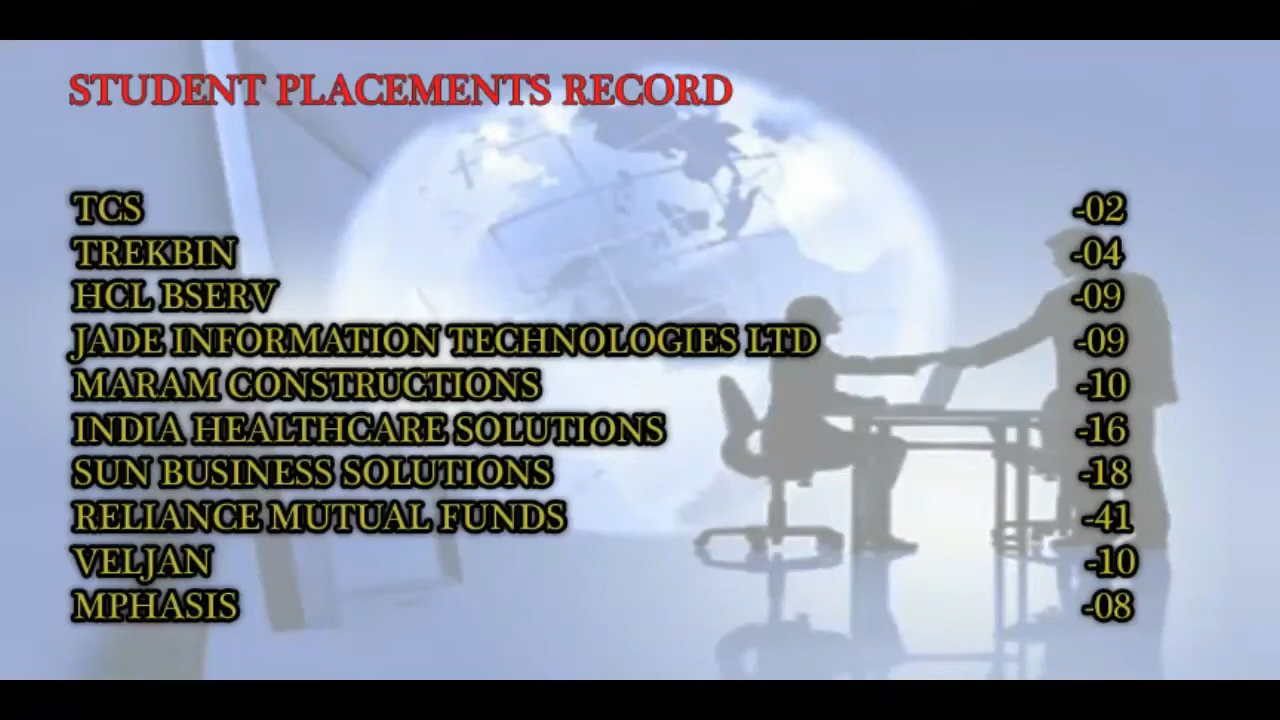 STUDENT PLACEMENTS RECORD
TCS -02
TREKBIN -04
HCL BSERV -09
JADE INFORMATION TECHNOLOGIES LTD -09
MARAM CONSTRUCTIONS -10
INDIA HEALTHCARE SOLUTIONS -16
SUN BUSINESS SOLUTIONS -18
RELIANCE MUTUAL FUNDS -41
VELJAN -10
MPHASIS -08